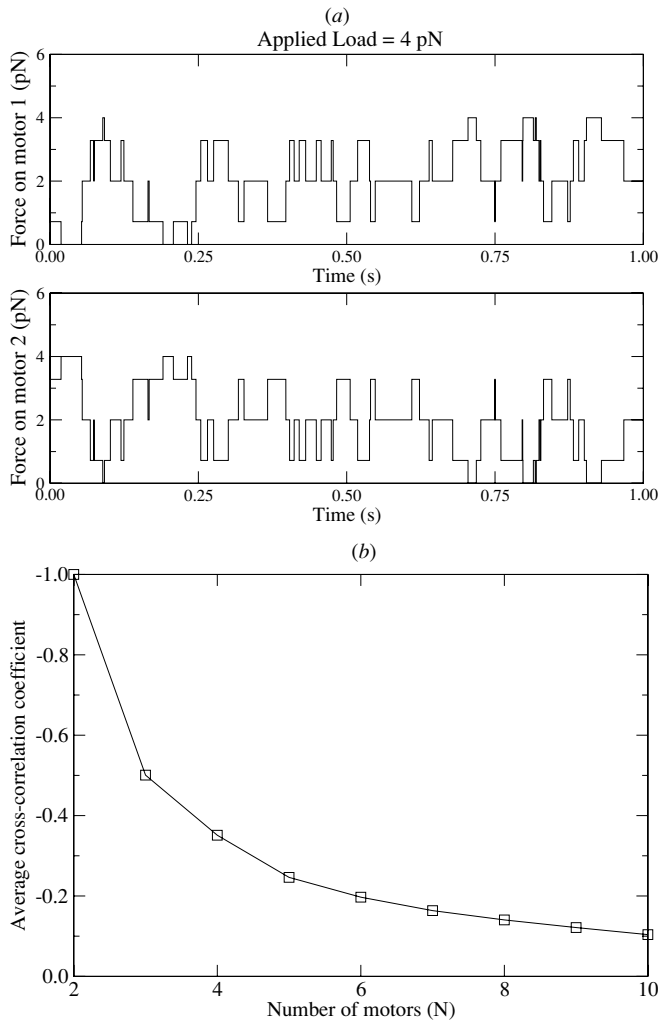 (a)
Applied Load = 4 pN
Force on motor 1 (pN)
6
4
2
0
0.00 0.25 0.50 0.75 1.00
Time (s)
Force on motor 2 (pN)
6
4
2
0
0.00 0.25 0.50 0.75 1.00
Time (s)
(b)
Average cross-correlation coefficient
-1.0
-0.8
-0.6
-0.4
-0.2
0.0
2 4 6 8 10
Number of motors (N)